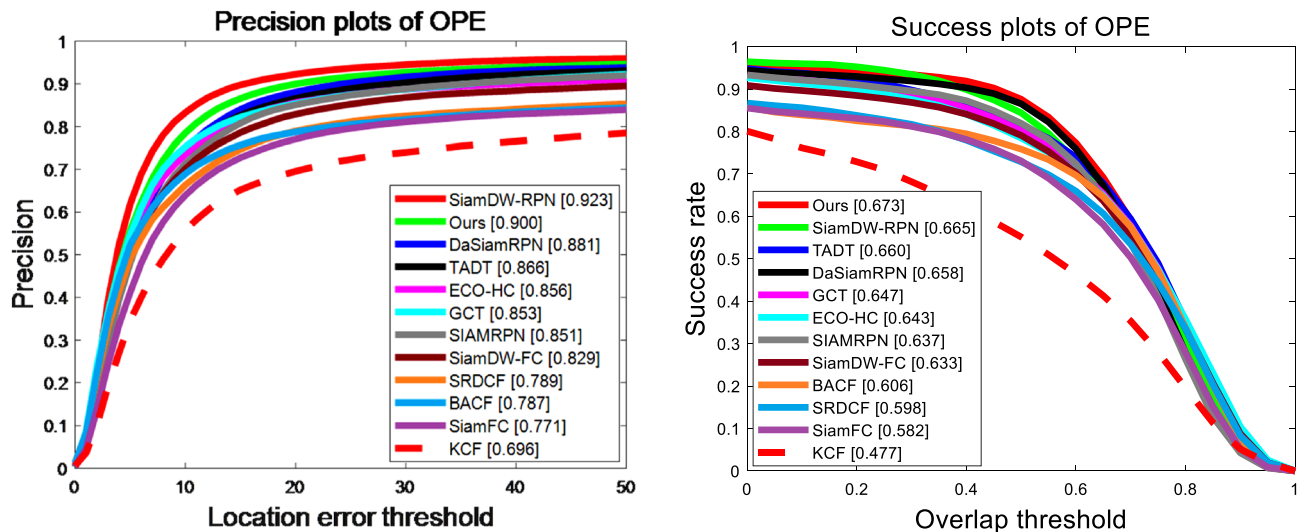 Precision plots of OPE
Precision
1
0.9
0.8
0.7
0.6
0.5
0.4
0.3
0.2
0.1
0
0
10
20
30
40
50
Location error threshold
SiamDW-RPN [0.923]
Ours [0.900]
DaSiamRPN [0.881]
TADT [0.866]
ECO-HC [0.856]
GCT [0.853]
SIAMRPN [0.851]
SiamDW-FC [0.829]
SRDCF [0.789]
BACF [0.787]
SiamFC [0.771]
KCF [0.696]
Success plots of OPE
Success rate
1
0.9
0.8
0.7
0.6
0.5
0.4
0.3
0.2
0.1
0
0
0.2
0.4
0.6
0.8
1
Overlap threshold
Ours [0.673]
SiamDW-RPN [0.665]
TADT [0.660]
DaSiamRPN [0.658]
GCT [0.647]
ECO-HC [0.643]
SIAMRPN [0.637]
SiamDW-FC [0.633]
BACF [0.606]
SRDCF [0.598]
SiamFC [0.582]
KCF [0.477]